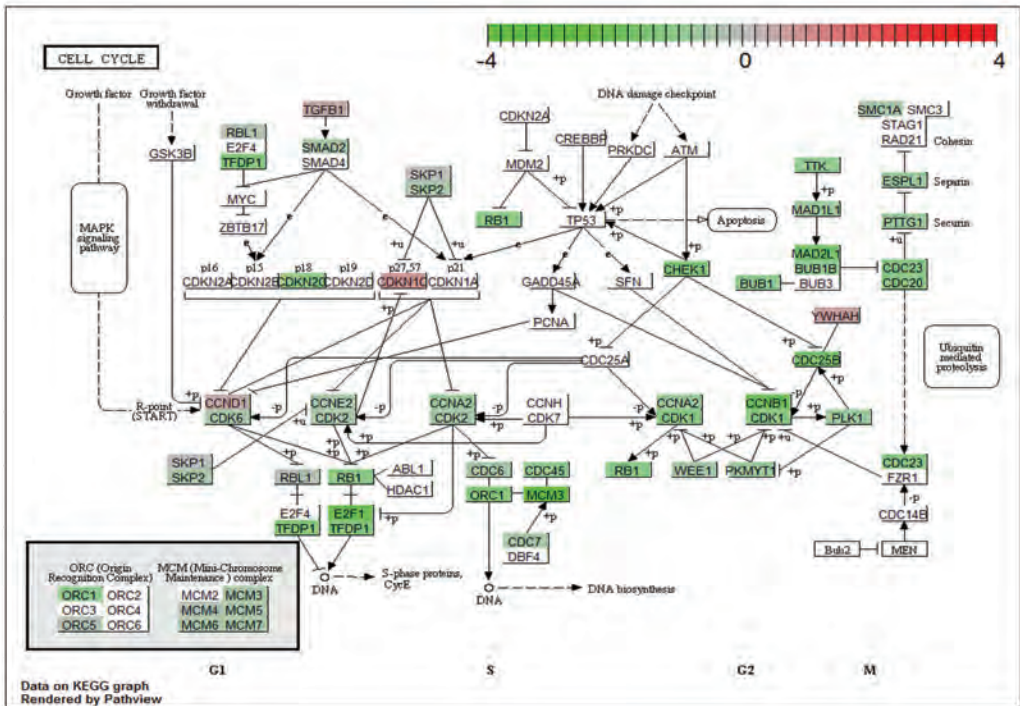 -4 0 4
CELL CYCLE
Growth factor
Growth factor
withdrawal
TGFB1
DNA damage checkpoint
RBL1
E2F4
TFDP1
GSK3B
SMAD2
SMAD4
MYC
ZBTB17
SKP1
SKP2
CDKN2A
MDM2
CREBBP
PRKDC
ATM
SMC1A SMC3
STAG1
RAD21
Cohesin
TTK
+p
ESPL1 Separin
MAD1L1
PTTG1 Securin
RB1
TP53
Apoptosis
MAPK
signaling
pathway
MAD2L1
BUB1B
BUB3
BUB1
CDC23
CDC20
CHEK1
p16 p15 p18 p19 p27,57 p21
CDKN2A CDKN2B CDKN2C CDKN2D CDKN1C CDKN1A
GADD45A SFN
PCNA
YWHAH
CDC25A
CDC25B
Ubiquitin
mediated
proteolysis
R-point
(START)
CCND1
CDK6
CCNE2
CDK2
CCNA2
CDK2
CCNH
CDK7
CCNA2
CDK1
CCNB1
CDK1
PLK1
SKP1
SKP2
RBL1
RB1
ABL1
HDAC1
CDC6 CDC45
ORC1 MCM3
RB1
WEE1
PKMYT1
CDC23
FZR1
E2F4
TFDP1
E2F1
TFDP1
CDC7
DBF4
CDC14B
Bub2 MEN
DNA
S-phase proteins,
CycE
DNA
DNA biosynthesis
ORC (Origin
Recognition Complex)
MCM (Mini-Chromosome
Maintenance ) complex
ORC1 ORC2 MCM2 MCM3
ORC3 ORC4 MCM4 MCM5
ORC5 ORC6 MCM6 MCM7
G1 S G2 M
Data on KEGG graph
Rendered by Pathview